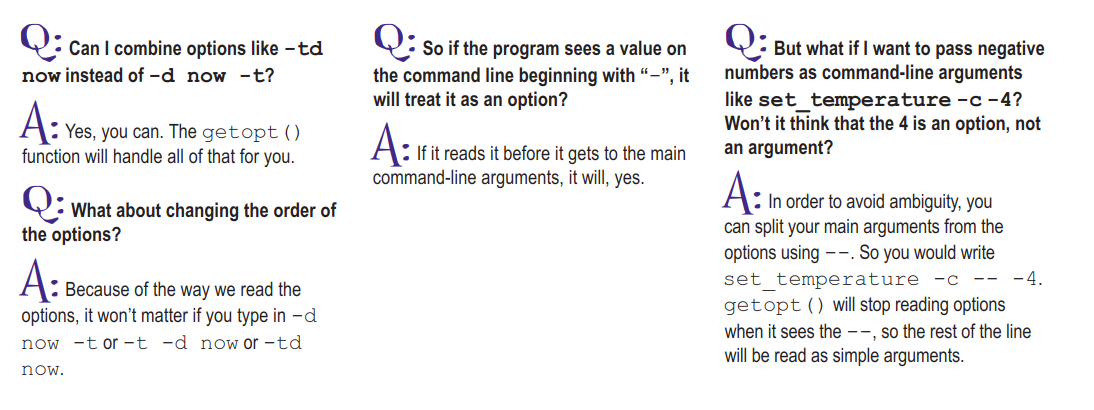 Q: Can I combine options like -td
now instead of -d now -t?
A: Yes, you can. The getopt()
function will handle all of that for you.
Q: What about changing the order of
the options?
A: Because of the way we read the
options, it won't matter if you type in -d
now -t or -t -d now or -td
now.
Q: So if the program sees a value on
the command line beginning with “-”, it
will treat it as an option?
A: If it reads it before it gets to the main
command-line arguments, it will, yes.
Q: But what if I want to pass negative
numbers as command-line arguments
like set_temperature -c -4?
Won't it think that the 4 is an option, not
an argument?
A: In order to avoid ambiguity, you
can split your main arguments from the
options using --. So you would write
set_temperature -c -- -4.
getopt() will stop reading options
when it sees the --, so the rest of the line
will be read as simple arguments.